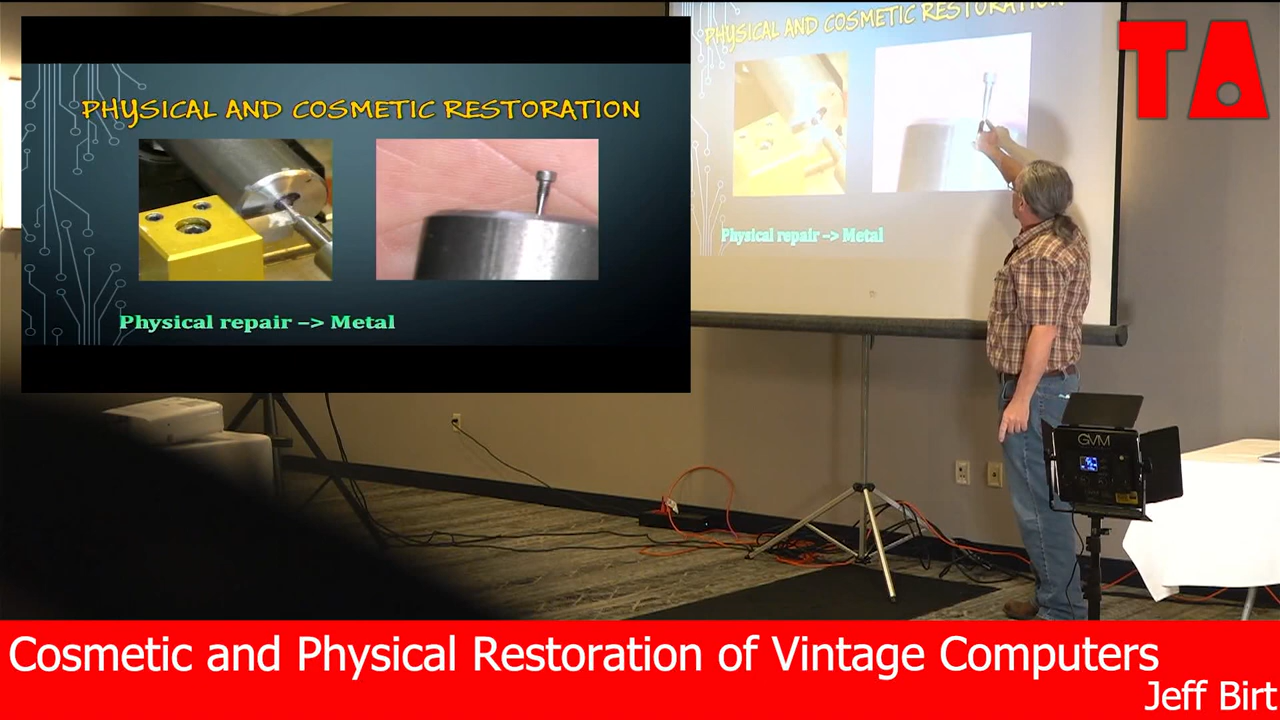 PHYSICAL AND COSMETIC RESTORATION
Physical repair -> Metal
PHYSICAL AND COSMETIC RESTORATION
Physical repair -> Metal
TA
GVM
Cosmetic and Physical Restoration of Vintage Computers
Jeff Birt